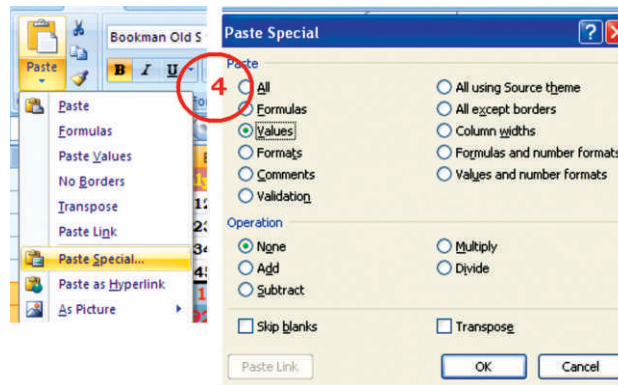 Bookman Old S
Paste
B I U
4
Paste
Formulas
Paste Values
No Borders
Transpose
Paste Link
Paste Special...
Paste as Hyperlink
As Picture
Paste Special
Paste
All
All using Source theme
Formulas
All except borders
Values
Column widths
Formats
Formulas and number formats
Comments
Values and number formats
Validation
Operation
None
Multiply
Add
Divide
Subtract
Skip blanks
Transpose
Paste Link
OK
Cancel